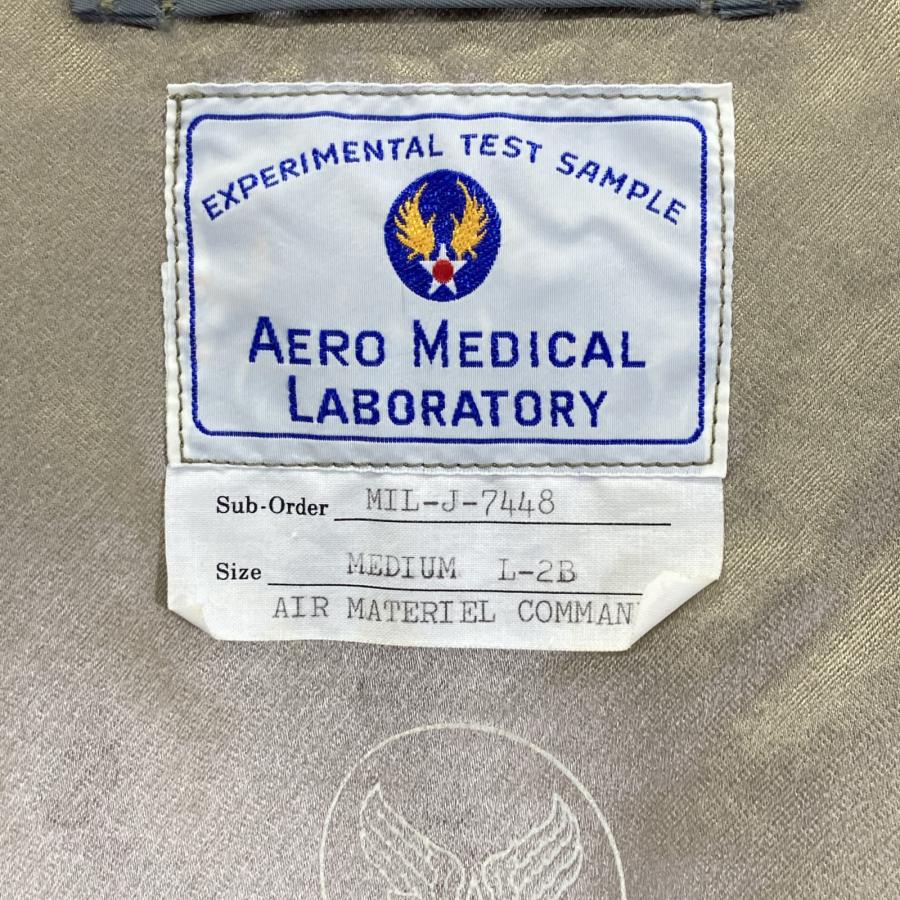 EXPERIMENTAL TEST SAMPLE
AERO MEDICAL
LABORATORY
Sub-Order MIL-J-7448
Size MEDIUM L-2B
AIR MATERIEL COMMAN